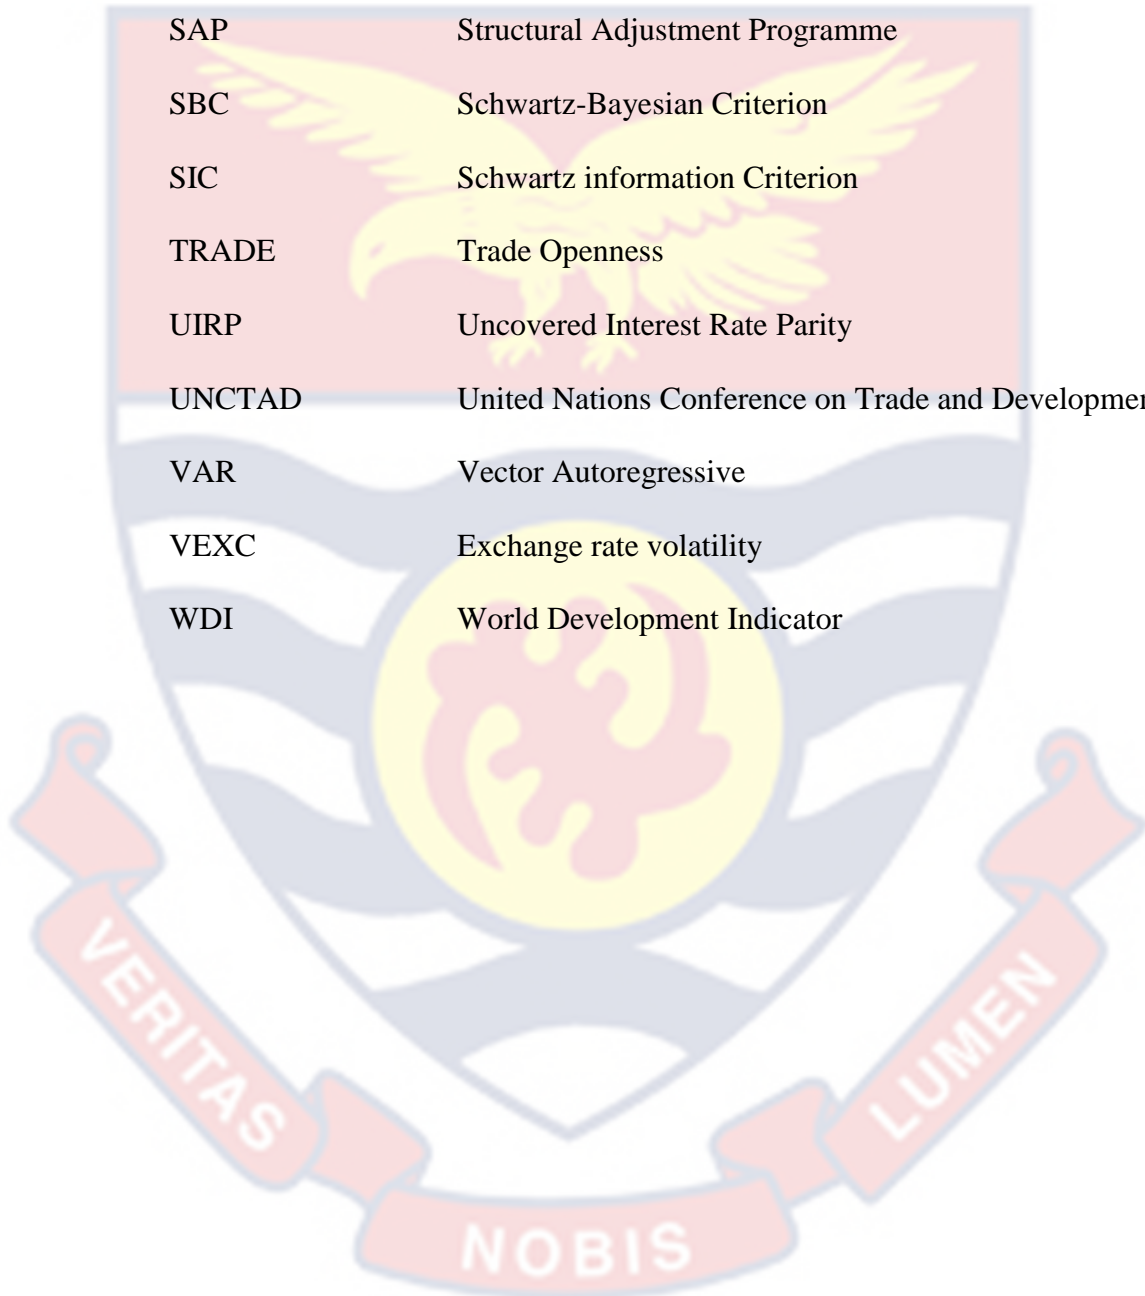 SAP Structural Adjustment Programme
SBC Schwartz-Bayesian Criterion
SIC Schwartz information Criterion
TRADE Trade Openness
UIRP Uncovered Interest Rate Parity
UNCTAD United Nations Conference on Trade and Developmen
VAR Vector Autoregressive
VEXC Exchange rate volatility
WDI World Development Indicator
VERITAS
NOBIS
LUMEN